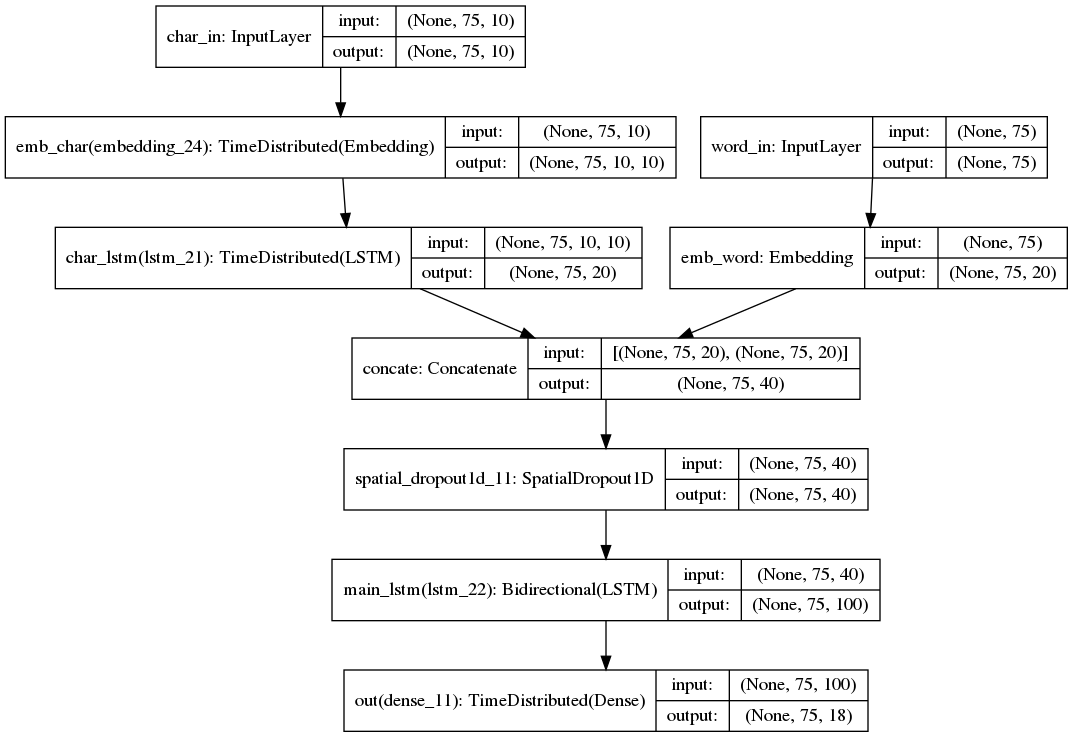 char_in: InputLayer
input: (None, 75, 10)
output: (None, 75, 10)
emb_char(embedding_24): TimeDistributed(Embedding)
input: (None, 75, 10)
output: (None, 75, 10, 10)
word_in: InputLayer
input: (None, 75)
output: (None, 75)
char_lstm(lstm_21): TimeDistributed(LSTM)
input: (None, 75, 10, 10)
output: (None, 75, 20)
emb_word: Embedding
input: (None, 75)
output: (None, 75, 20)
concate: Concatenate
input: [(None, 75, 20), (None, 75, 20)]
output: (None, 75, 40)
spatial_dropout1d_11: SpatialDropout1D
input: (None, 75, 40)
output: (None, 75, 40)
main_lstm(lstm_22): Bidirectional(LSTM)
input: (None, 75, 40)
output: (None, 75, 100)
out(dense_11): TimeDistributed(Dense)
input: (None, 75, 100)
output: (None, 75, 18)